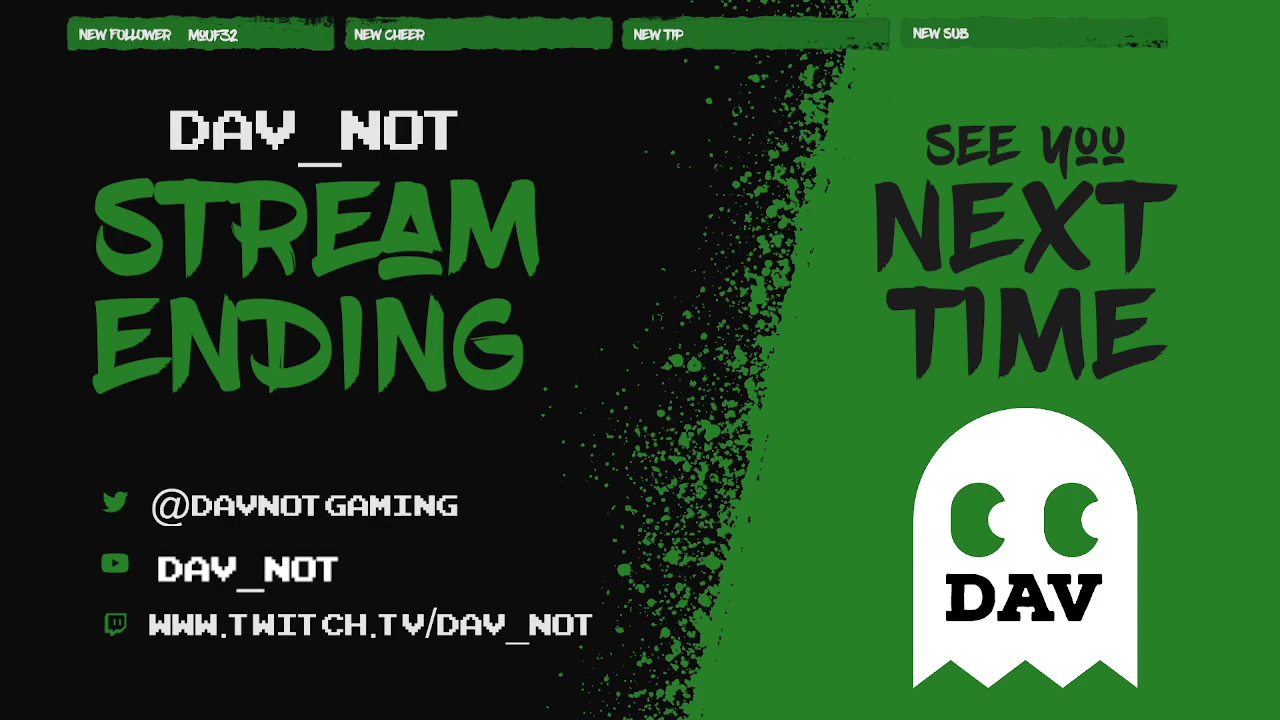 NEW FOLLOWER MOUF32
NEW CHEER
NEW TIP
NEW SUB
DAV_NOT
STREAM
ENDING
SEE YOU
NEXT
TIME
@DAVNOTGAMING
DAV_NOT
WWW.TWITCH.TV/DAV_NOT
DAV